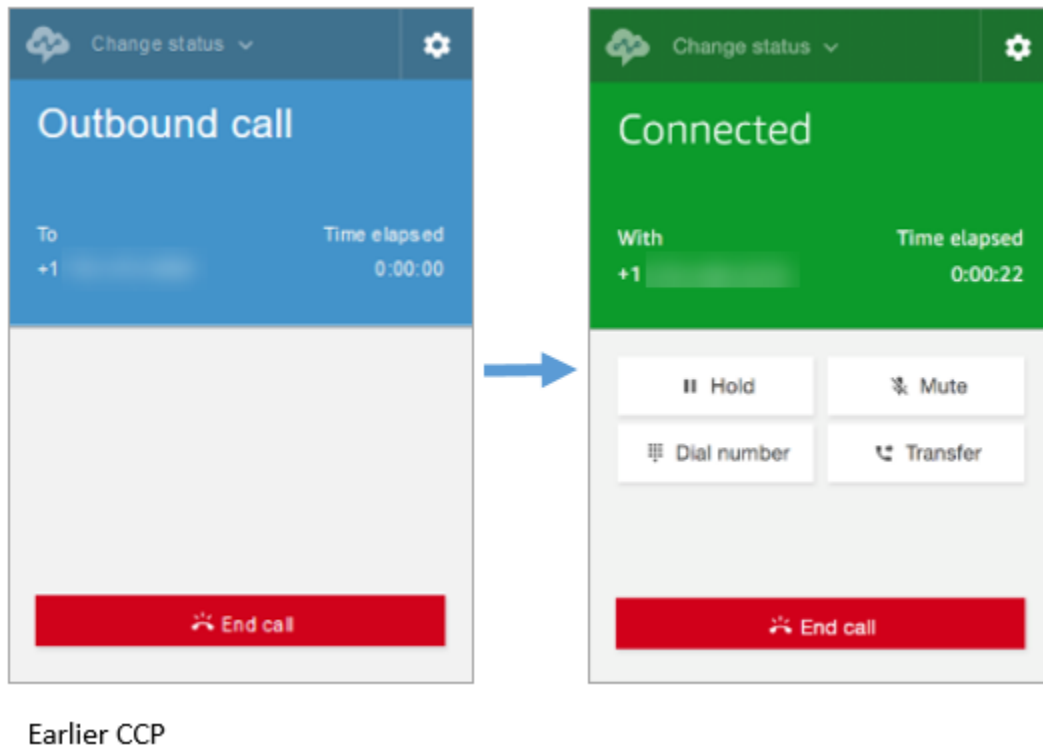 Change status
Outbound call
To
Time elapsed
+1
0:00:00
End call
Change status
Connected
With
Time elapsed
+1
0:00:22
Hold
Mute
Dial number
Transfer
End call
Earlier CCP